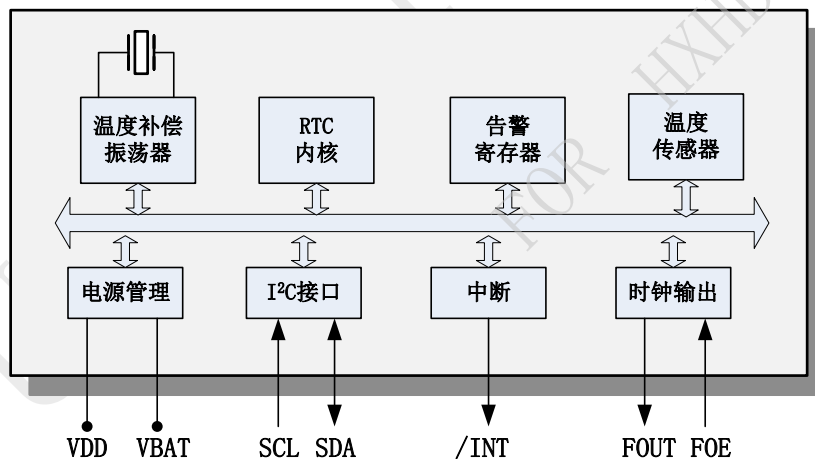 温度补偿
振荡器
RTC
内核
告警
寄存器
温度
传感器
电源管理
I²C接口
中断
时钟输出
VDD VBAT SCL SDA /INT FOUT FOE
FOR HXHD